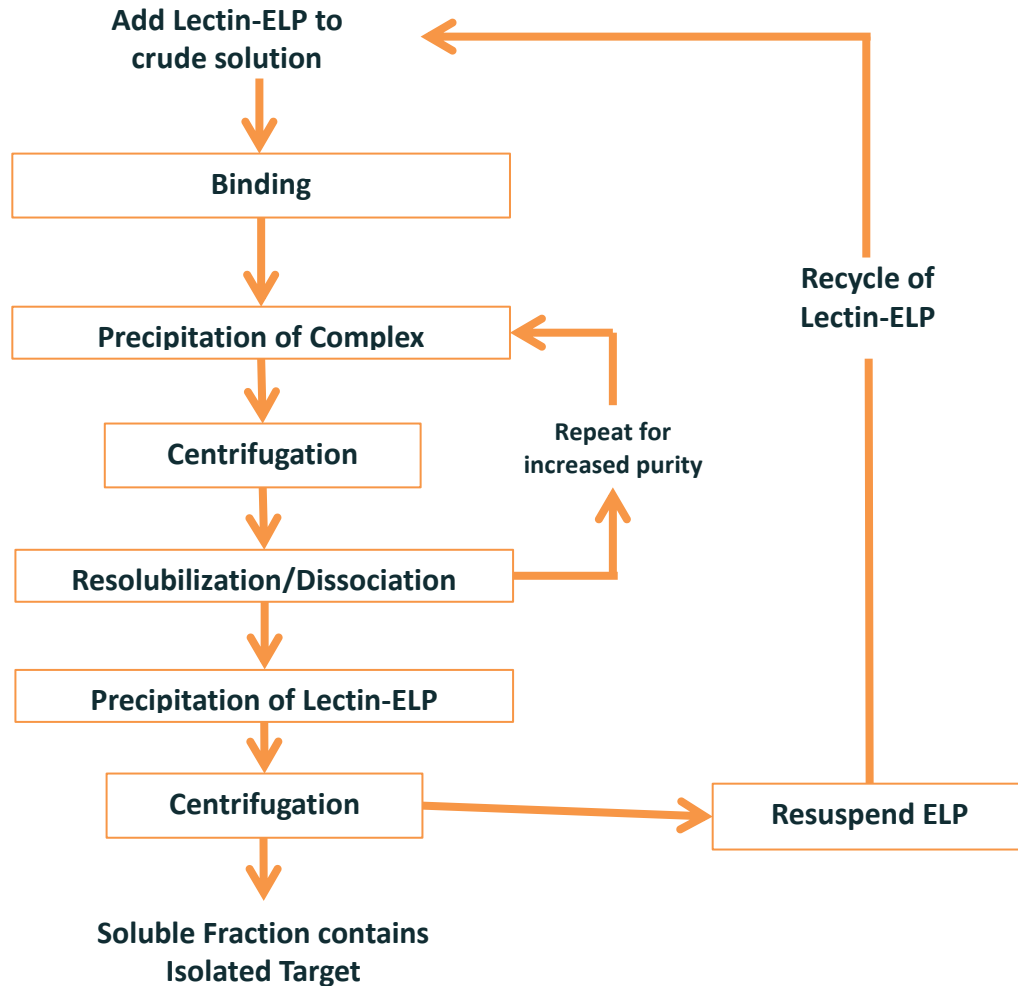 Add Lectin-ELP to
crude solution
Binding
Recycle of
Lectin-ELP
Precipitation of Complex
Repeat for
increased purity
Centrifugation
Resolubilization/Dissociation
Precipitation of Lectin-ELP
Centrifugation
Resuspend ELP
Soluble Fraction contains
Isolated Target